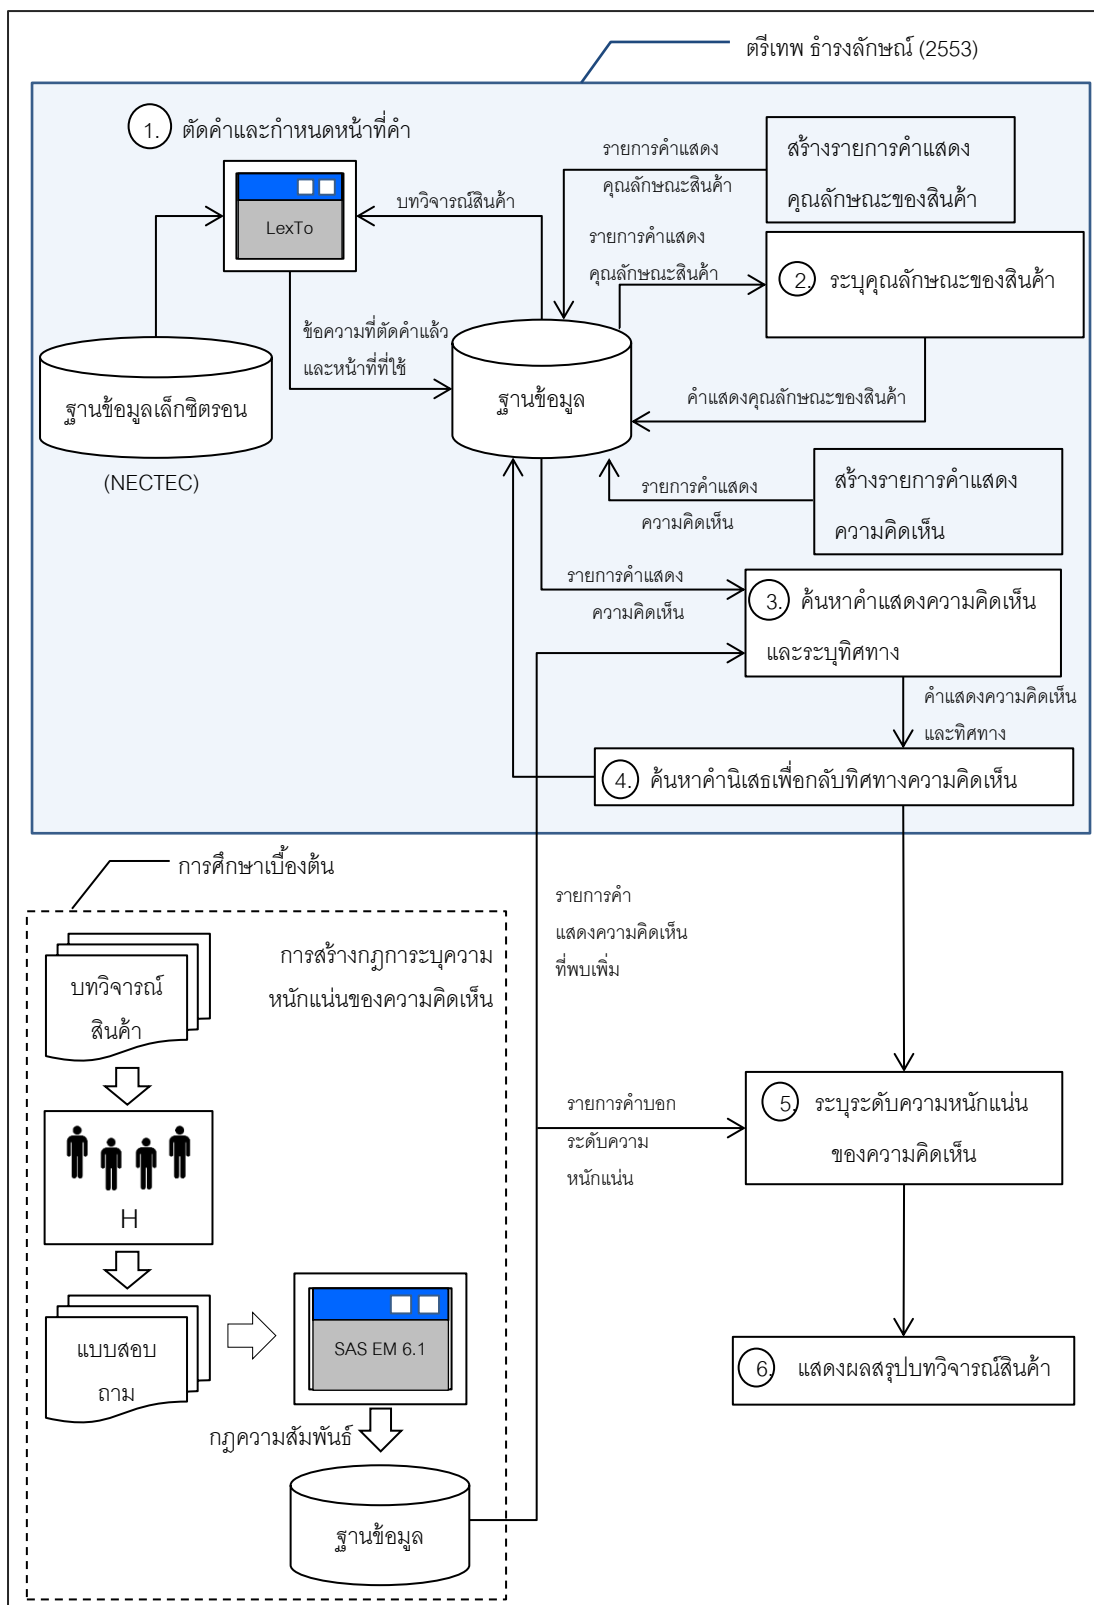 ตรีเทพ ธำรงลักษณ์ (2553)
1. ตัดคำและกำหนดหน้าที่คำ
LexTo
บทวิจารณ์สินค้า
รายการคำแสดง
คุณลักษณะสินค้า
สร้างรายการคำแสดง
คุณลักษณะของสินค้า
รายการคำแสดง
คุณลักษณะสินค้า
2. ระบุคุณลักษณะของสินค้า
ข้อความที่ตัดคำแล้ว
และหน้าที่ที่ใช้
ฐานข้อมูลเล็กซิตรอน
(NECTEC)
ฐานข้อมูล
คำแสดงคุณลักษณะของสินค้า
รายการคำแสดง
ความคิดเห็น
สร้างรายการคำแสดง
ความคิดเห็น
รายการคำแสดง
ความคิดเห็น
3. ค้นหาคำแสดงความคิดเห็น
และระบุทิศทาง
คำแสดงความคิดเห็น
และทิศทาง
4. ค้นหาคำนิเสธเพื่อกลับทิศทางความคิดเห็น
การศึกษาเบื้องต้น
รายการคำ
แสดงความคิดเห็น
ที่พบเพิ่ม
การสร้างกฎการะบุความ
หนักแน่นของความคิดเห็น
บทวิจารณ์
สินค้า
H
รายการคำบอก
ระดับความ
หนักแน่น
5. ระบุระดับความหนักแน่น
ของความคิดเห็น
แบบสอบ
ถาม
SAS EM 6.1
6. แสดงผลสรุปบทวิจารณ์สินค้า
กฎความสัมพันธ์
ฐานข้อมูล